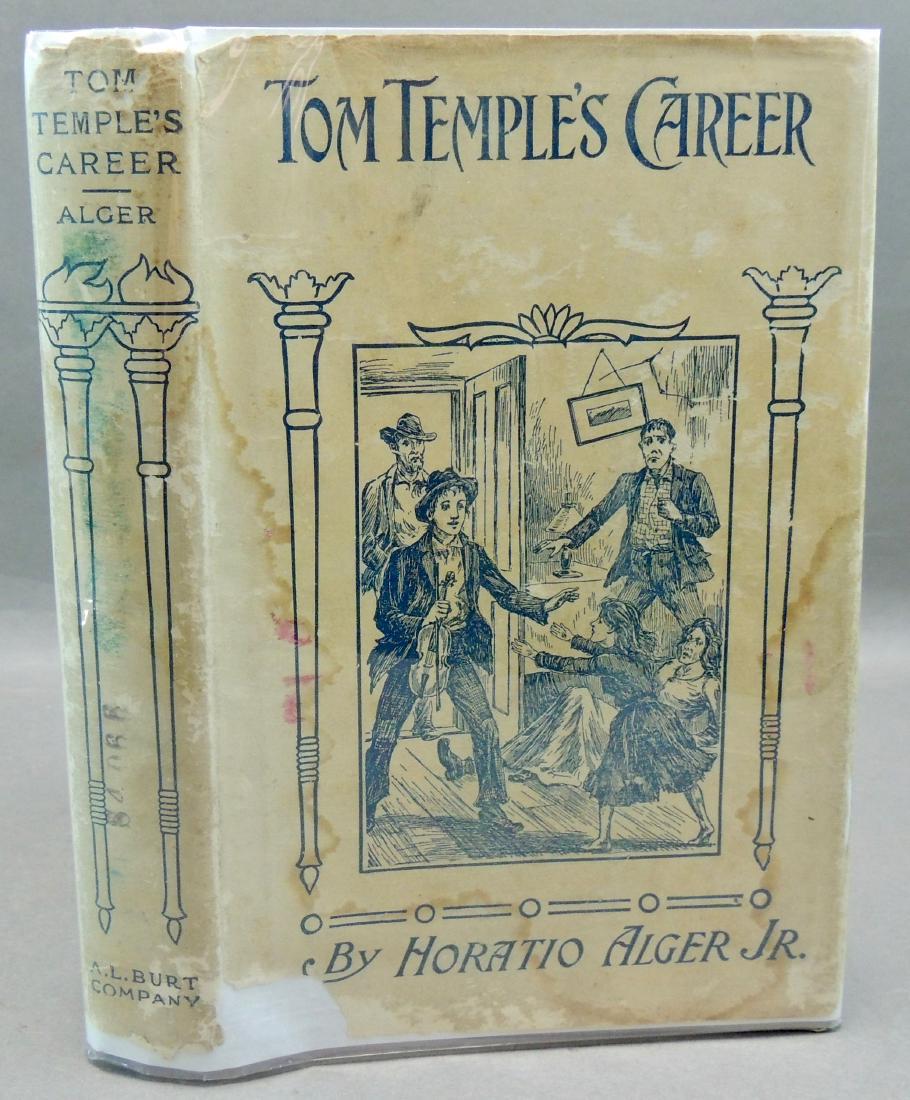 TOM
TEMPLE'S
CAREER
ALGER
A.L. BURT
COMPANY
TOM TEMPLE'S CAREER
By HORATIO ALGER JR.